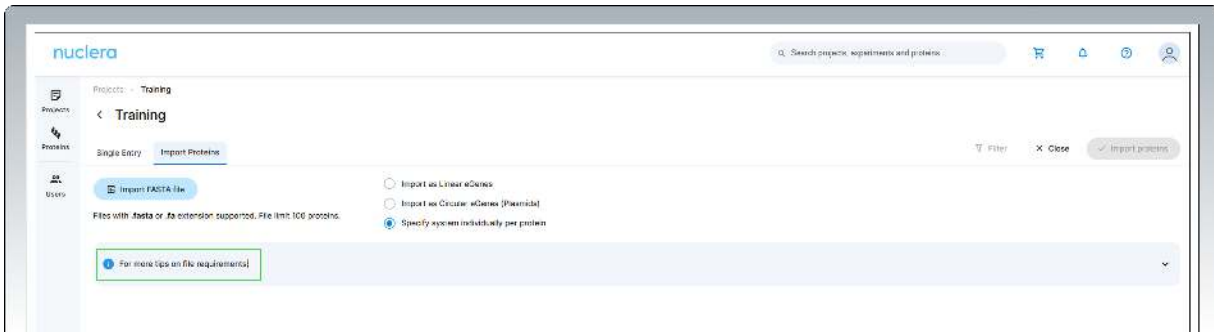 nuclera
Search projects, experiments and proteins
Projects
Training
Projects
< Training
Proteins
Single Entry
Import Proteins
Filter
X Close
Import proteins
Users
Import FASTA file
Files with .fasta or .fa extension supported. File limit 100 proteins.
Import as Linear eGenes
Import as Circular eGenes (Plasmids)
Specify system individually per protein
For more tips on file requirements